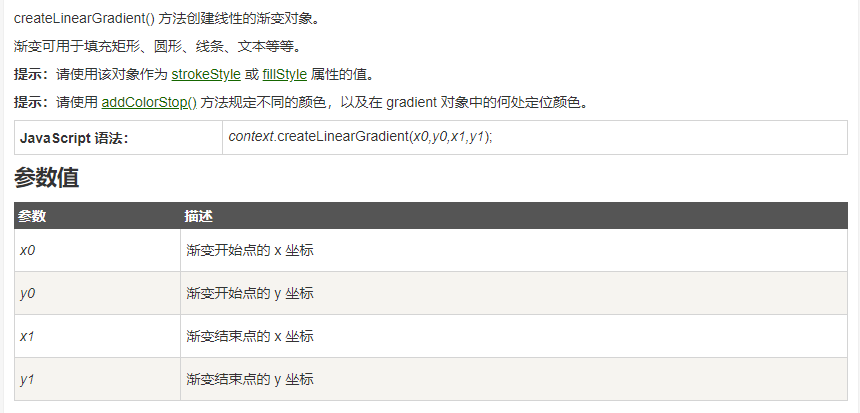 createLinearGradient() 方法创建线性的渐变对象。
渐变可用于填充矩形、圆形、线条、文本等等。
提示：请使用该对象作为 strokeStyle 或 fillStyle 属性的值。
提示：请使用 addColorStop() 方法规定不同的颜色，以及在 gradient 对象中的何处定位颜色。
JavaScript 语法： context.createLinearGradient(x0,y0,x1,y1);
参数值
参数 描述
x0 渐变开始点的 x 坐标
y0 渐变开始点的 y 坐标
x1 渐变结束点的 x 坐标
y1 渐变结束点的 y 坐标